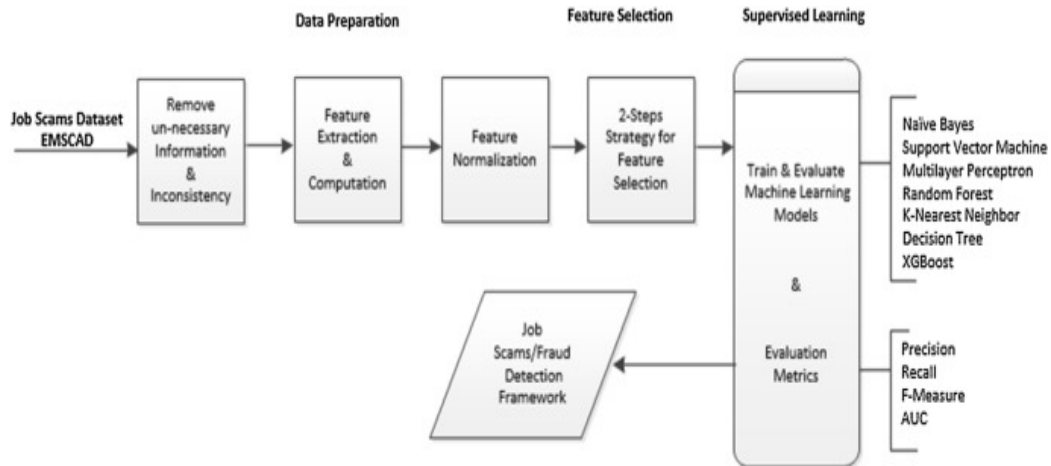 Data Preparation
Feature Selection
Supervised Learning
Job Scams Dataset
EMSCAD
Remove
un-necessary
Information
&
Inconsistency
Feature
Extraction
&
Computation
Feature
Normalization
2-Steps
Strategy for
Feature
Selection
Train & Evaluate
Machine Learning
Models
&
Evaluation
Metrics
Naïve Bayes
Support Vector Machine
Multilayer Perceptron
Random Forest
K-Nearest Neighbor
Decision Tree
XGBoost
Precision
Recall
F-Measure
AUC
Job
Scams/Fraud
Detection
Framework